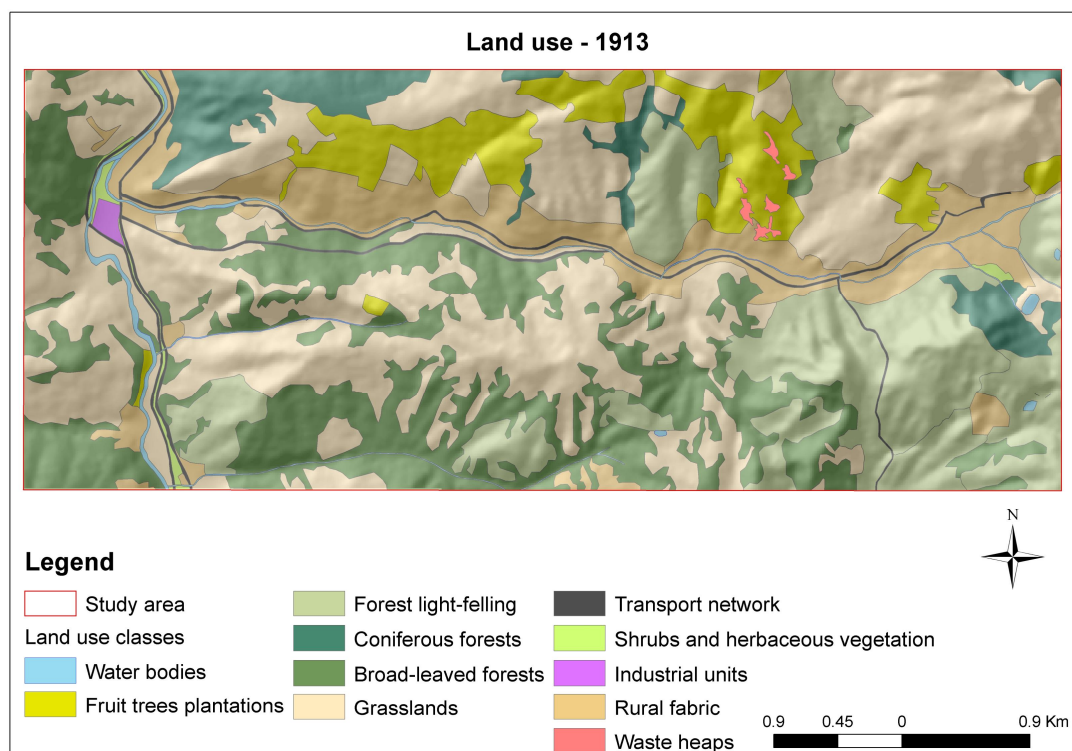 Land use - 1913
N
Legend
Study area
Land use classes
Water bodies
Fruit trees plantations
Forest light-felling
Coniferous forests
Broad-leaved forests
Grasslands
Transport network
Shrubs and herbaceous vegetation
Industrial units
Rural fabric
Waste heaps
0.9 0.45 0 0.9 Km